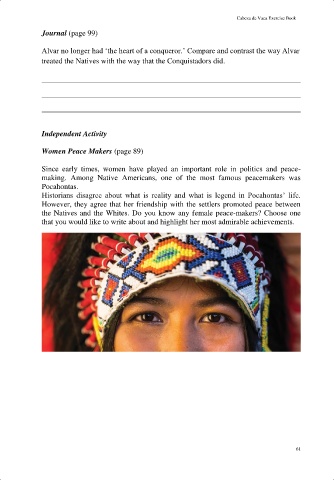 Cabeza de Vaca Exercise Book
Journal (page 99)
Alvar no longer had ‘the heart of a conqueror.’ Compare and contrast the way Alvar
treated the Natives with the way that the Conquistadors did.
Independent Activity
Women Peace Makers (page 89)
Since early times, women have played an important role in politics and peace-
making. Among Native Americans, one of the most famous peacemakers was
Pocahontas.
Historians disagree about what is reality and what is legend in Pocahontas’ life.
However, they agree that her friendship with the settlers promoted peace between
the Natives and the Whites. Do you know any female peace-makers? Choose one
that you would like to write about and highlight her most admirable achievements.
61